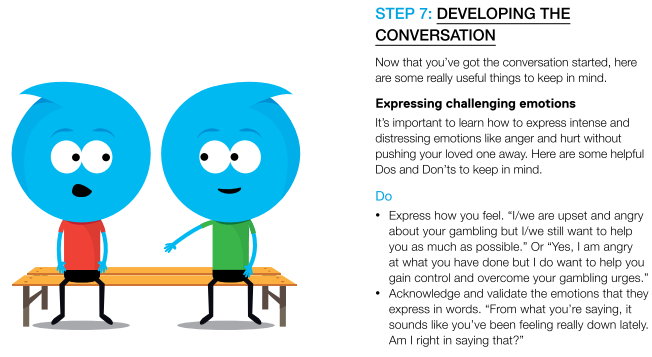 STEP 7: DEVELOPING THE
CONVERSATION
Now that you’ve got the conversation started, here
are some really useful things to keep in mind.
Expressing challenging emotions
It’s important to learn how to express intense and
distressing emotions like anger and hurt without
pushing your loved one away. Here are some helpful
Dos and Don’ts to keep in mind.
Do
• Express how you feel. “I/we are upset and angry
about your gambling but I/we still want to help
you as much as possible.” Or “Yes, I am angry
at what you have done but I do want to help you
gain control and overcome your gambling urges.”
• Acknowledge and validate the emotions that they
express in words. “From what you’re saying, it
sounds like you’ve been feeling really down lately.
Am I right in saying that?”